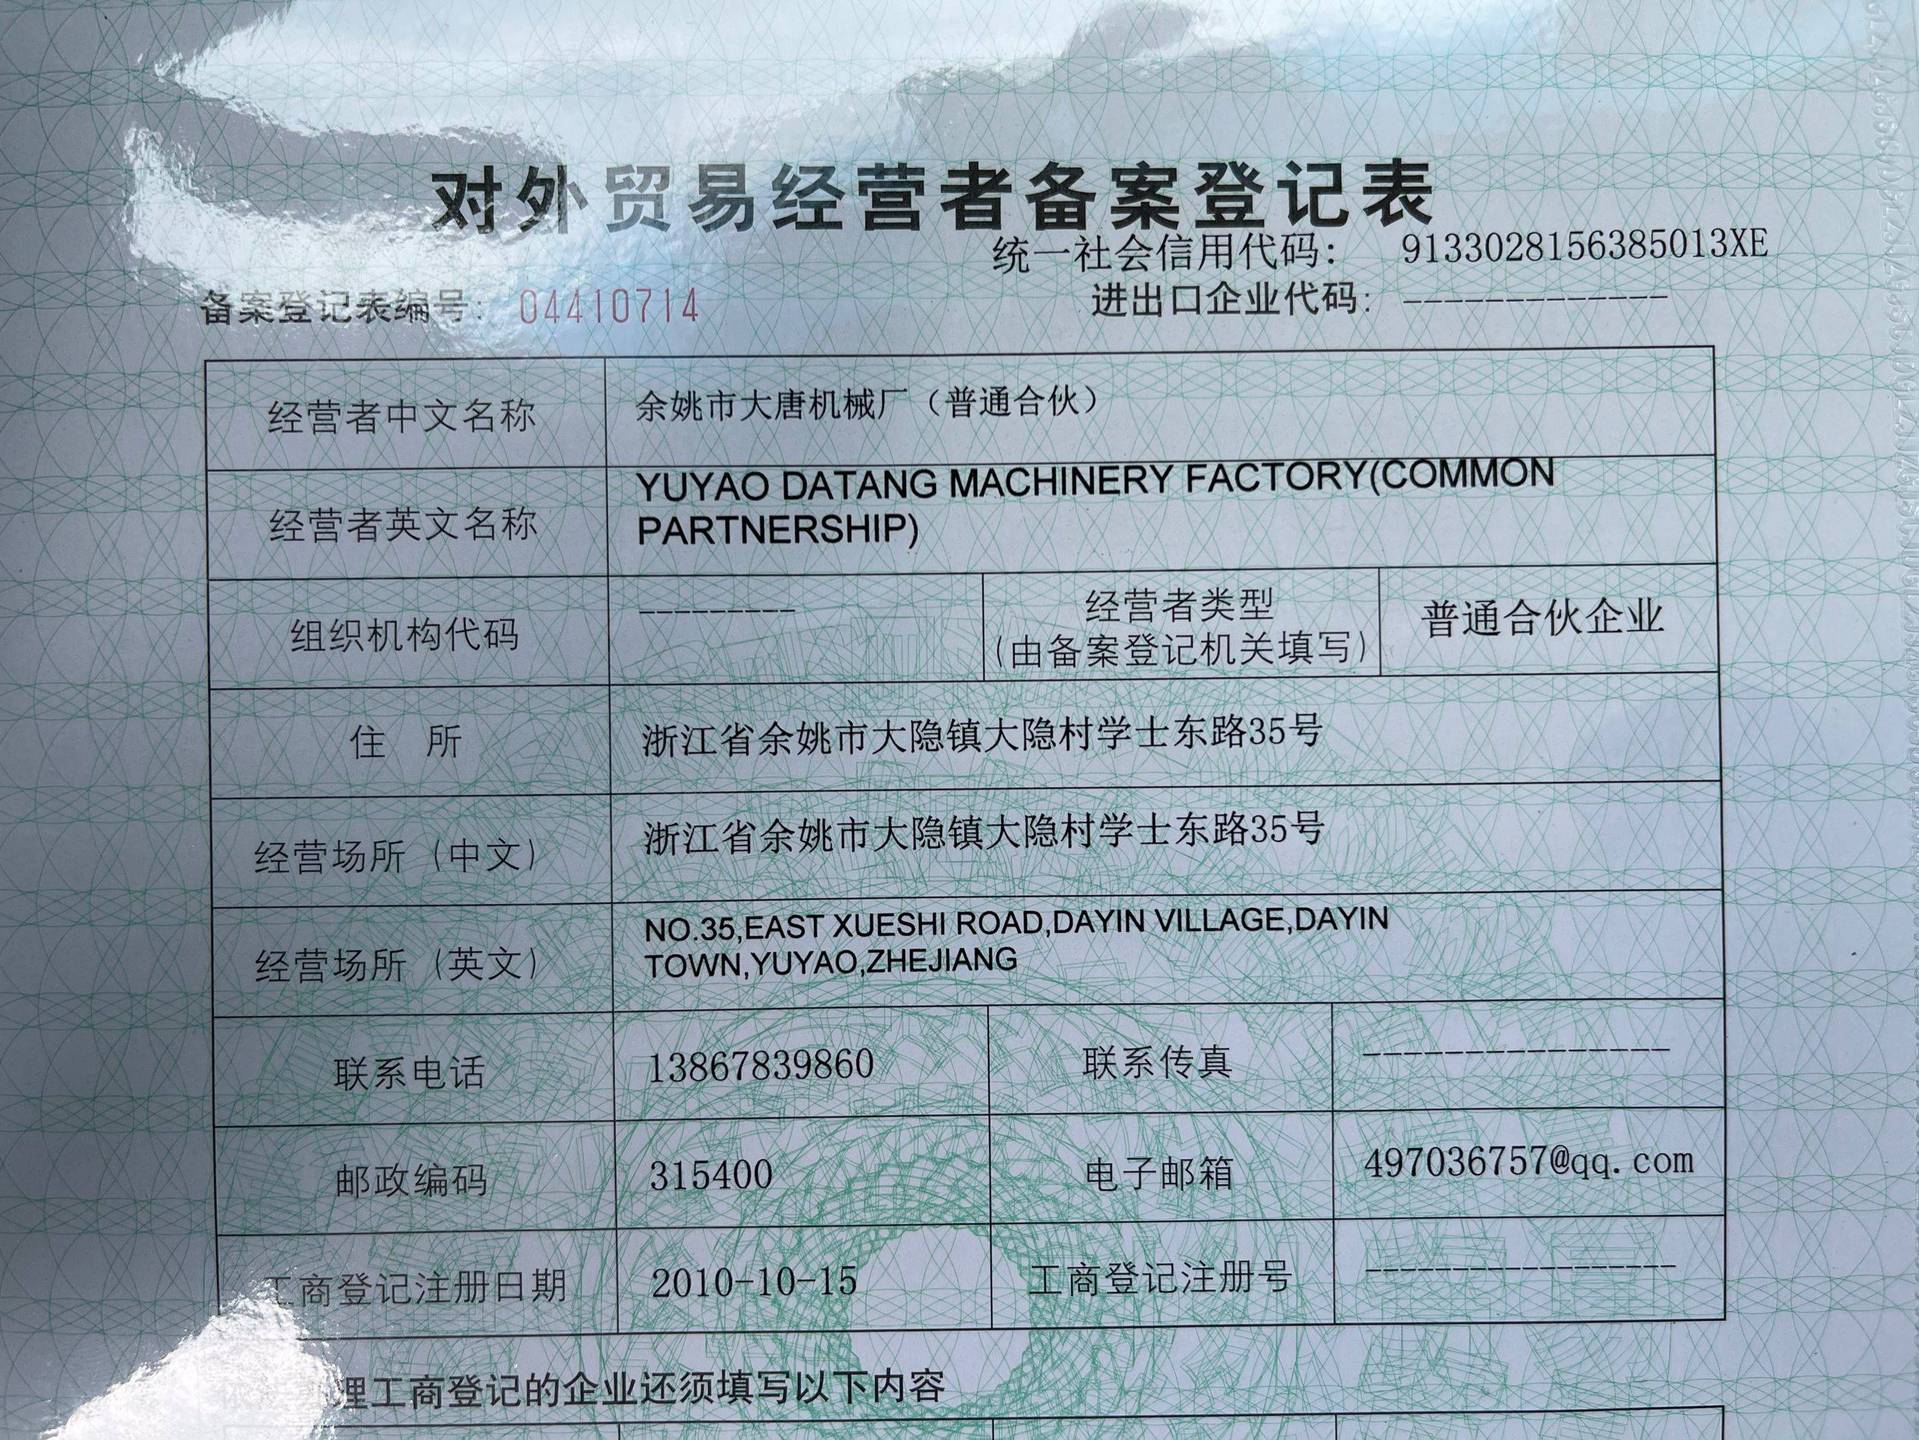 对外贸易经营者备案登记表
统一社会信用代码： 9133028156385013XE
备案登记表编号： 04410714
进出口企业代码： --------------
经营者中文名称 余姚市大唐机械厂（普通合伙）
经营者英文名称 YUYAO DATANG MACHINERY FACTORY(COMMON
PARTNERSHIP)
组织机构代码 --------- 经营者类型
(由备案登记机关填写) 普通合伙企业
住 所 浙江省余姚市大隐镇大隐村学士东路35号
经营场所（中文） 浙江省余姚市大隐镇大隐村学士东路35号
经营场所（英文） NO.35,EAST XUESHI ROAD,DAYIN VILLAGE,DAYIN
TOWN,YUYAO,ZHEJIANG
联系电话 13867839860 联系传真 ---------------
邮政编码 315400 电子邮箱 497036757@qq.com
工商登记注册日期 2010-10-15 工商登记注册号 ------------------
理工商登记的企业还须填写以下内容